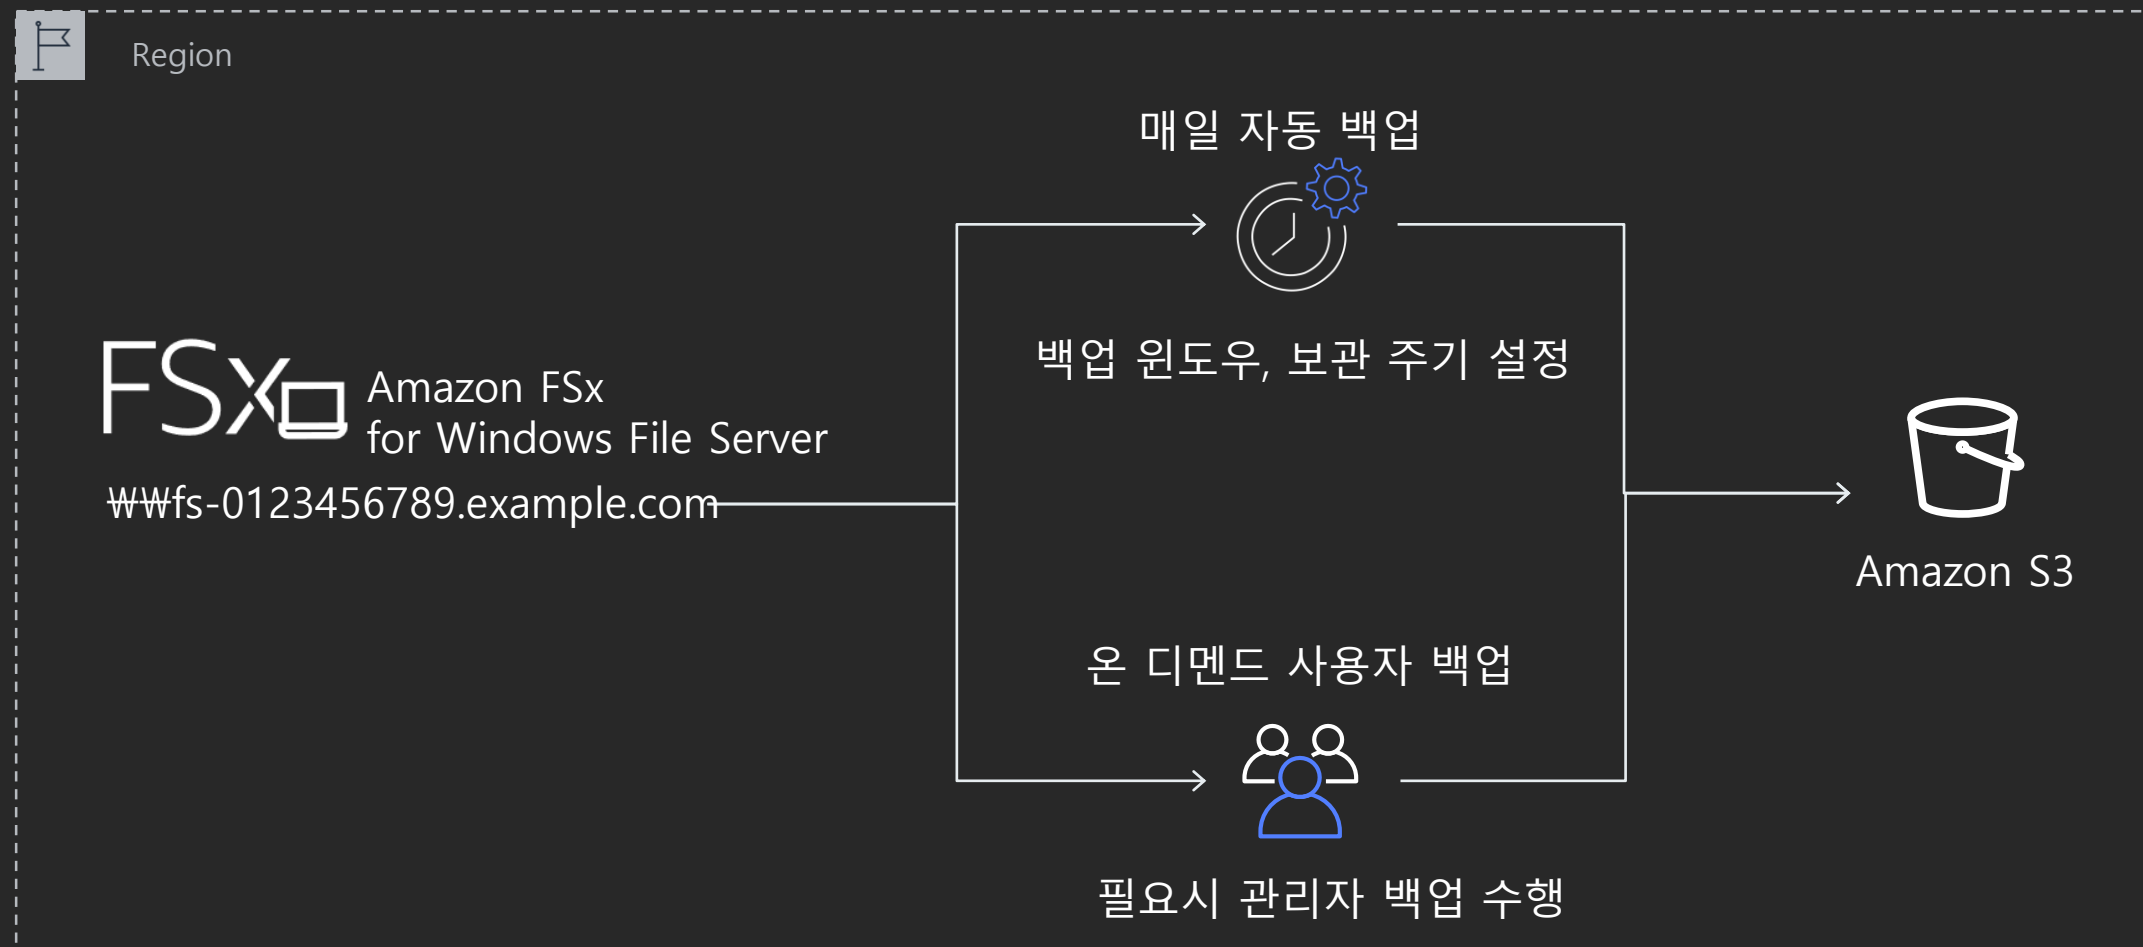 Region
매일 자동 백업
백업 윈도우, 보관 주기 설정
FSx
Amazon FSx
for Windows File Server
₩₩fs-0123456789.example.com
Amazon S3
온 디멘드 사용자 백업
필요시 관리자 백업 수행